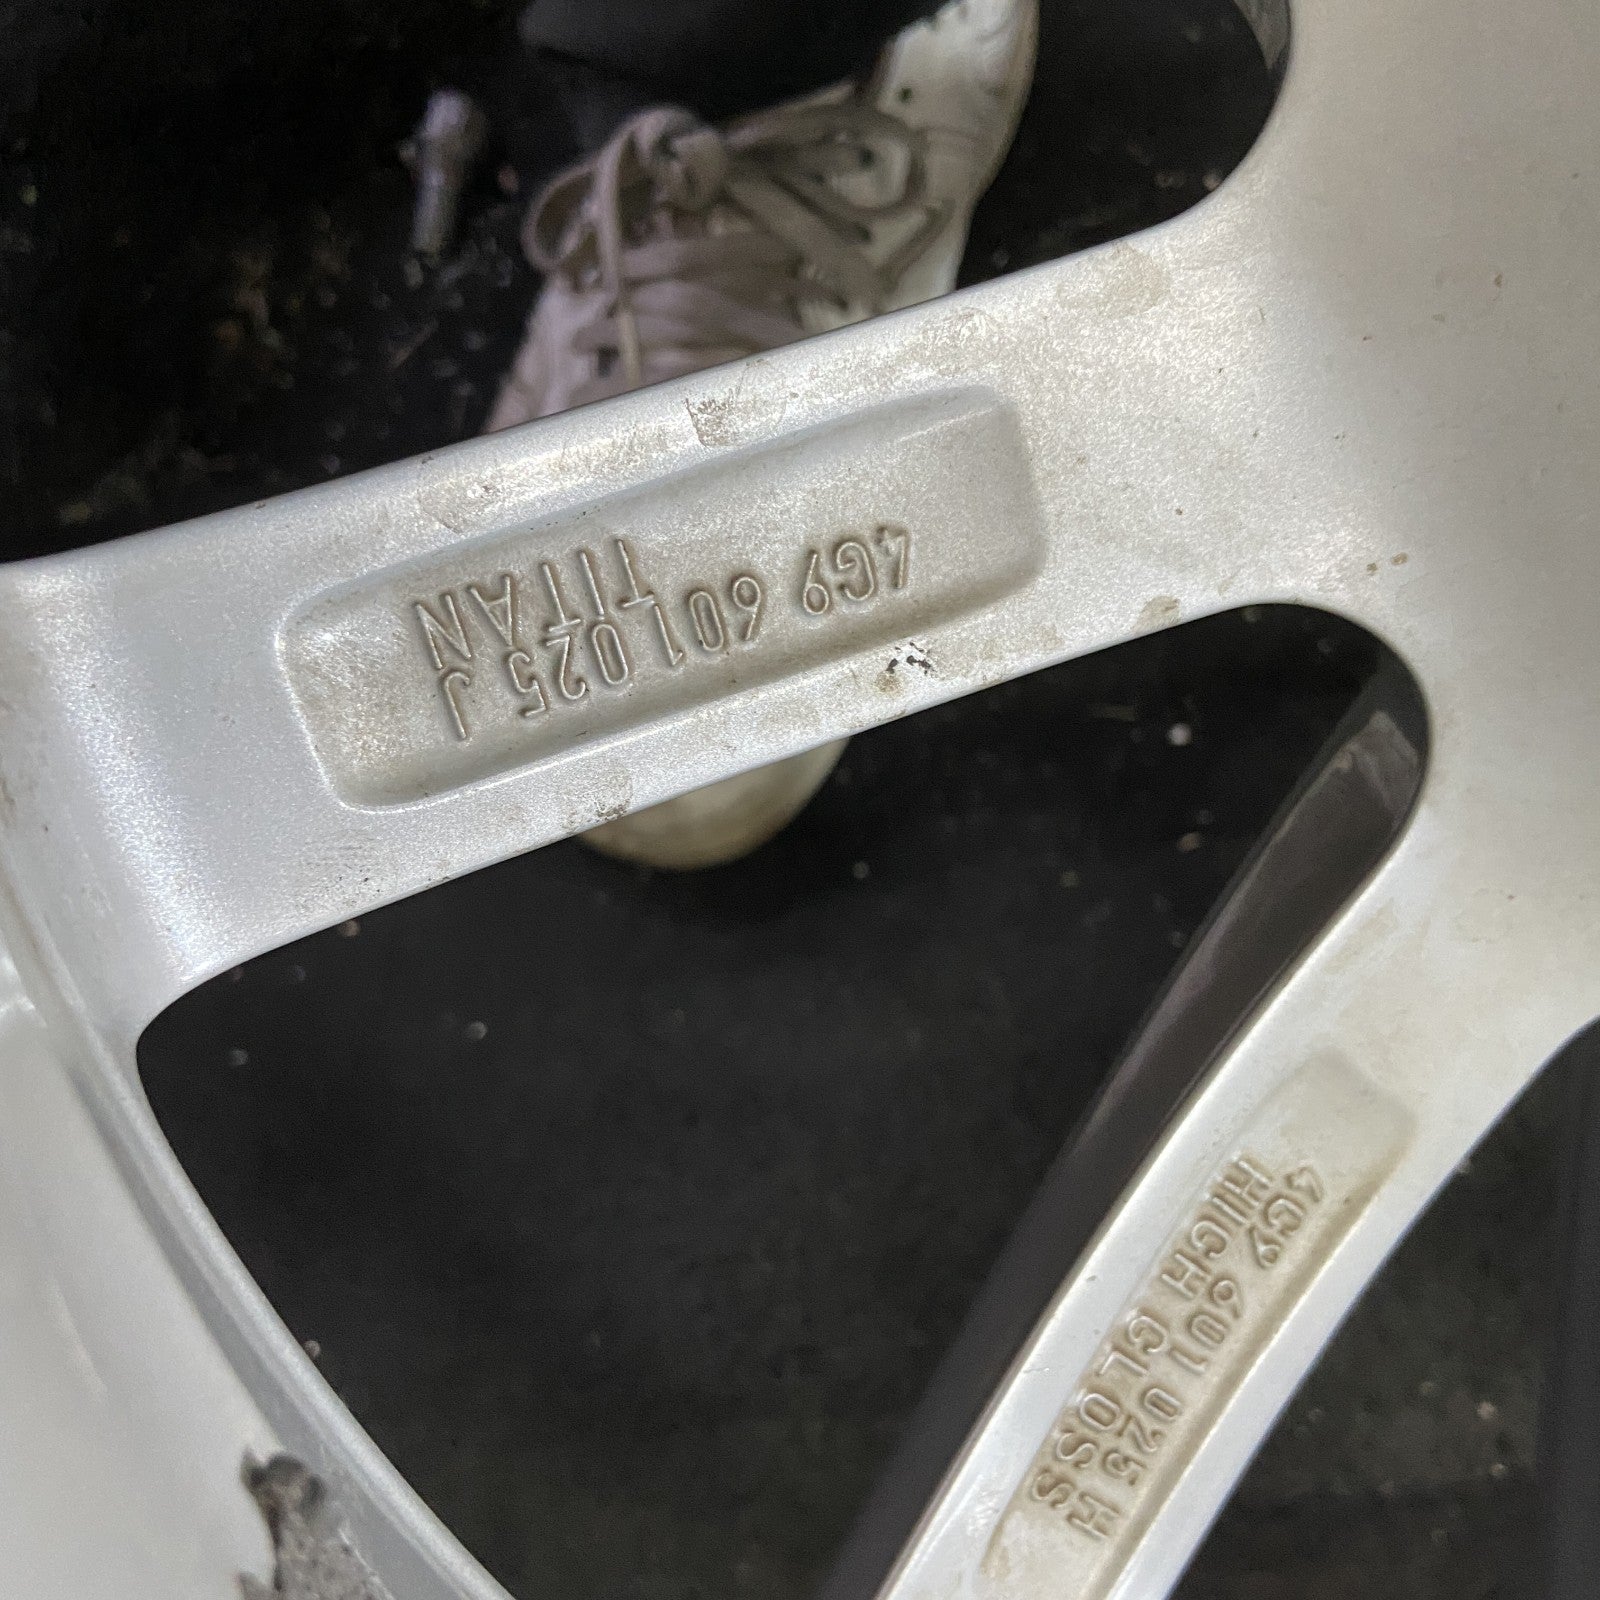 4G9 601 025 J
TITAN
4G9 601 025 H
HIGH GLOSS